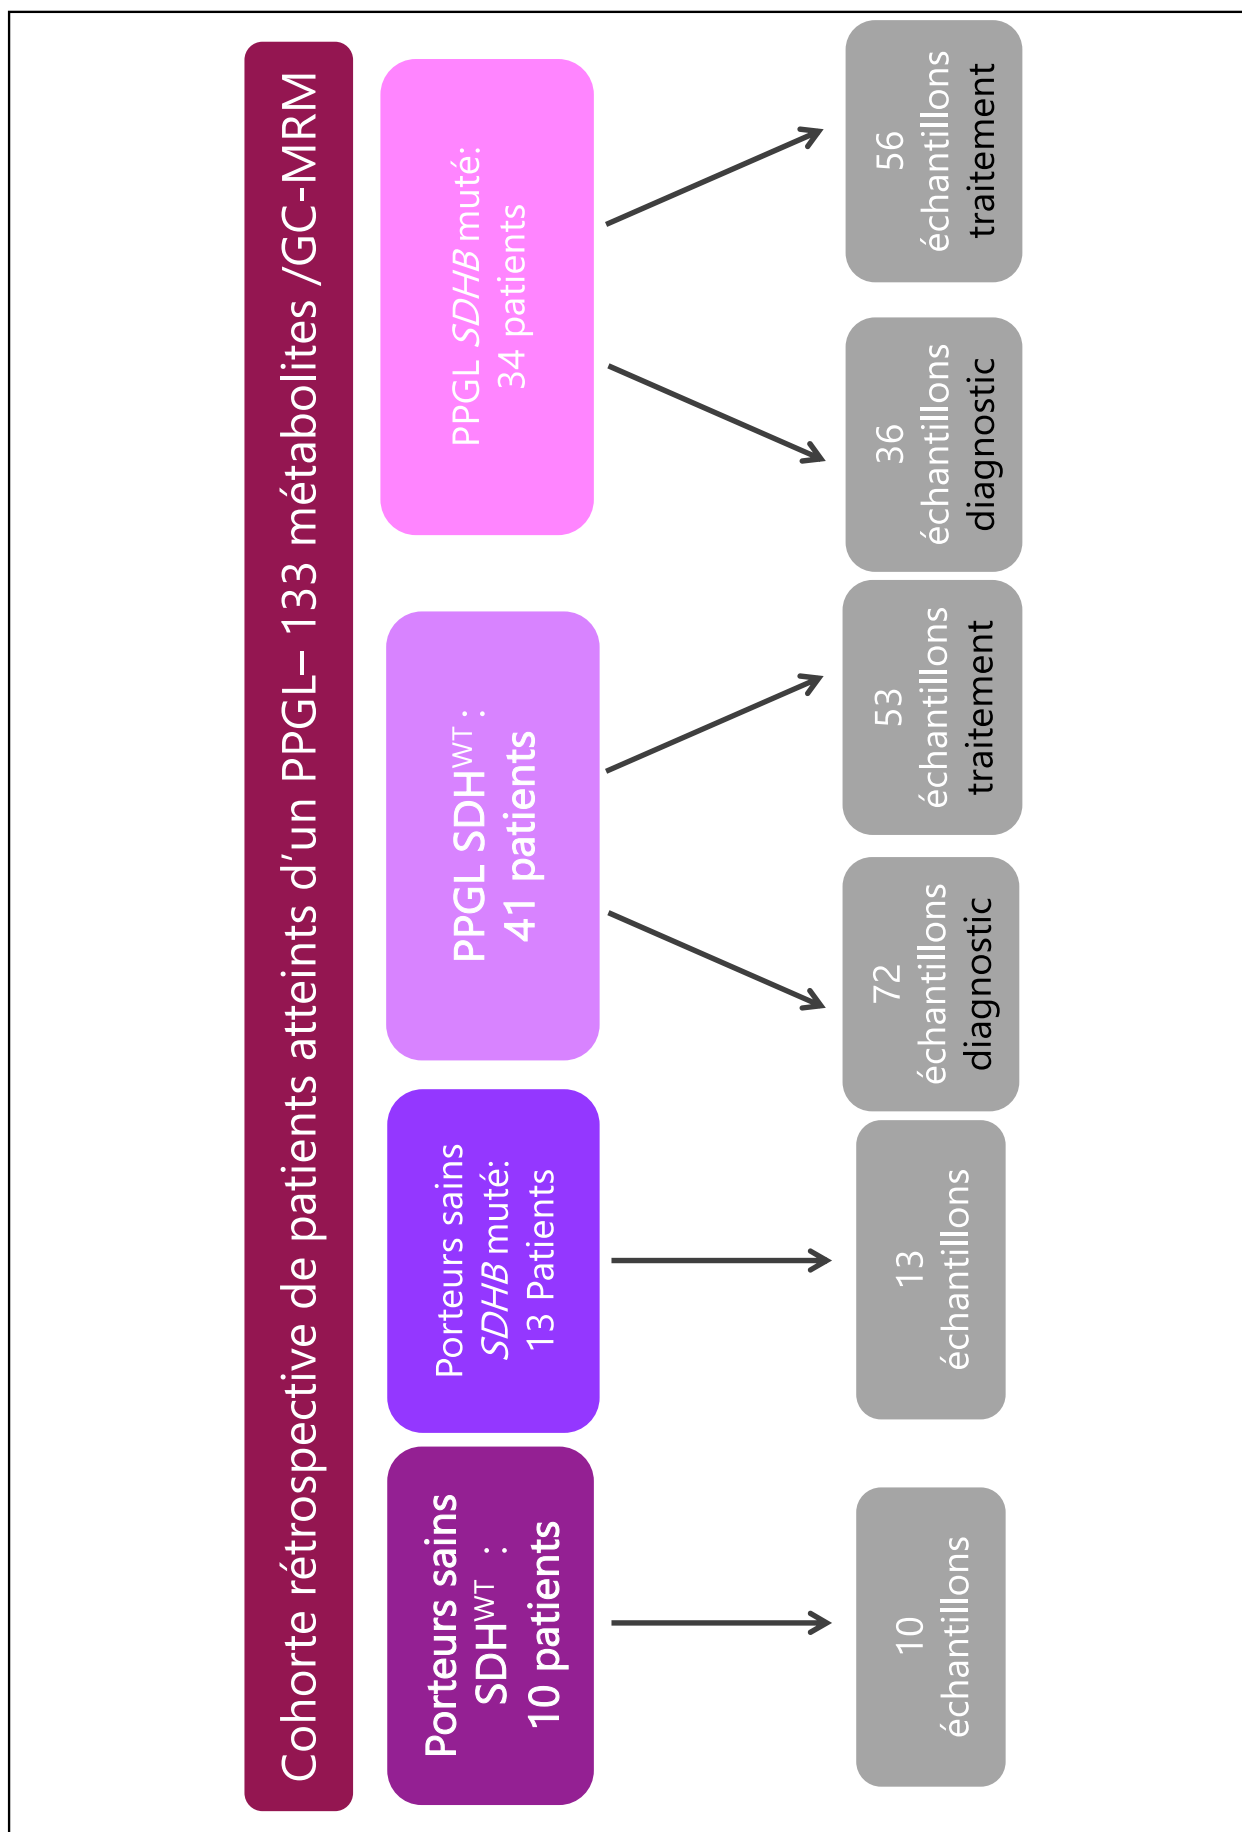 Cohorte rétrospective de patients atteints d’un PPGL– 133 métabolites /GC-MRM
Porteurs sains
SDHᵂᵀ :
10 patients
Porteurs sains
SDHB muté:
13 Patients
PPGL SDHᵂᵀ :
41 patients
PPGL SDHB muté:
34 patients
10
échantillons
13
échantillons
72
échantillons
diagnostic
53
échantillons
traitement
36
échantillons
diagnostic
56
échantillons
traitement